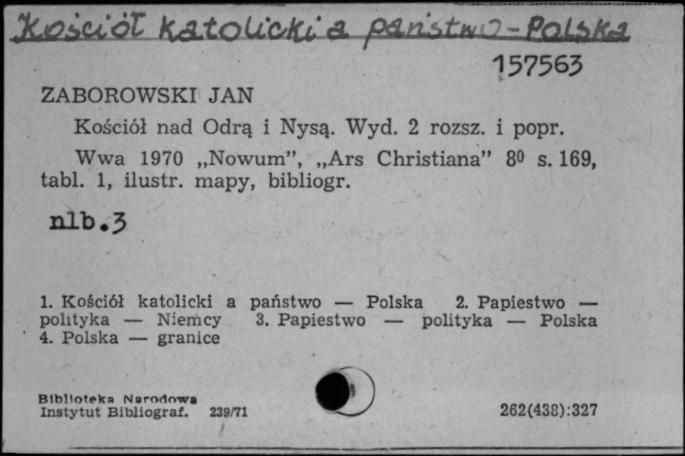 Kościół katolicki a państwo - Polska
157563
ZABOROWSKI JAN
Kościół nad Odrą i Nysą. Wyd. 2 rozsz. i popr.
Wwa 1970 „Nowum”, „Ars Christiana” 8⁰ s. 169,
tabl. 1, ilustr. mapy, bibliogr.
nlb.3
1. Kościół katolicki a państwo — Polska 2. Papiestwo —
polityka — Niemcy 3. Papiestwo — polityka — Polska
4. Polska — granice
Biblioteka Narodowa
Instytut Bibliograf. 239/71
262(438):327